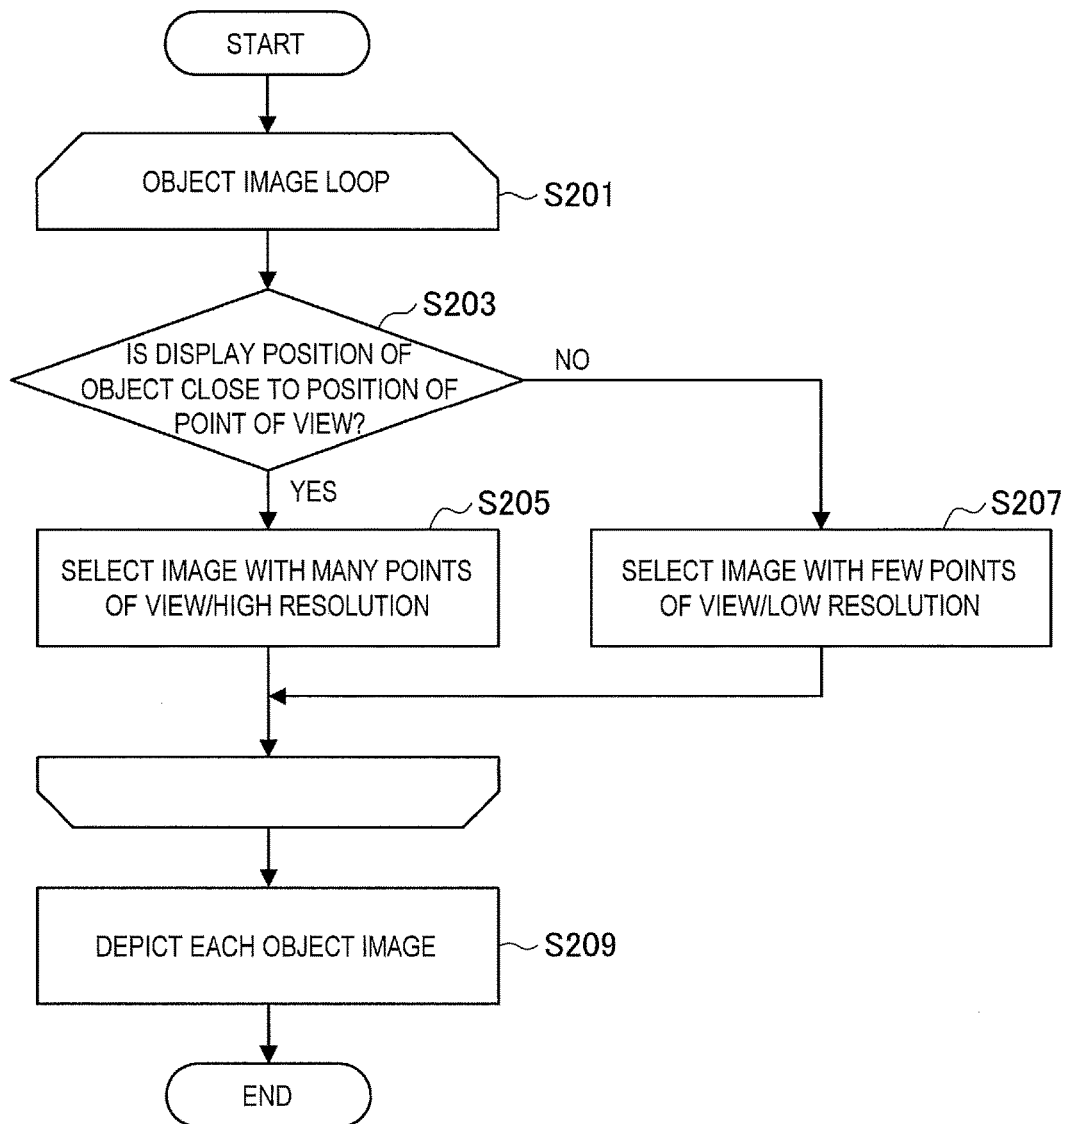 START
OBJECT IMAGE LOOP
S201
S203
IS DISPLAY POSITION OF
OBJECT CLOSE TO POSITION OF
POINT OF VIEW?
NO
YES
S205
SELECT IMAGE WITH MANY POINTS
OF VIEW/HIGH RESOLUTION
S207
SELECT IMAGE WITH FEW POINTS
OF VIEW/LOW RESOLUTION
DEPICT EACH OBJECT IMAGE
S209
END